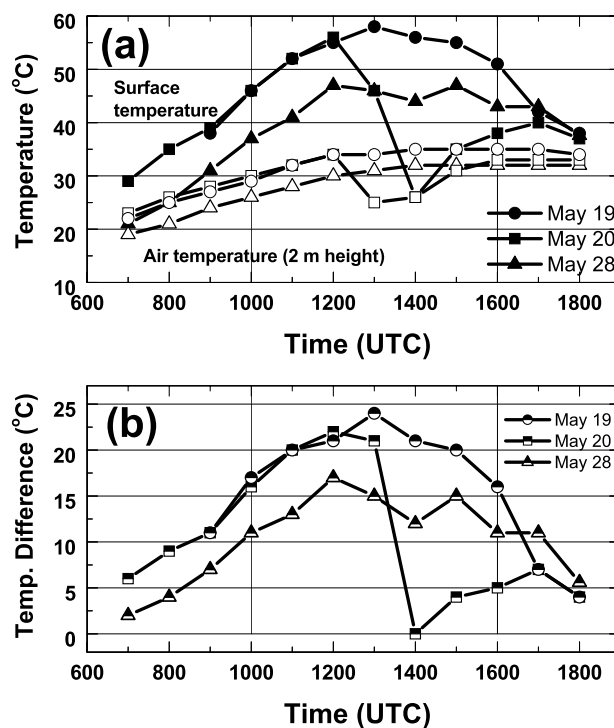 (a)
60
50
40
30
20
10
Temperature (°C)
Surface
temperature
Air temperature (2 m height)
May 19
May 20
May 28
600 800 1000 1200 1400 1600 1800
Time (UTC)
(b)
25
20
15
10
5
0
Temp. Difference (°C)
May 19
May 20
May 28
600 800 1000 1200 1400 1600 1800
Time (UTC)